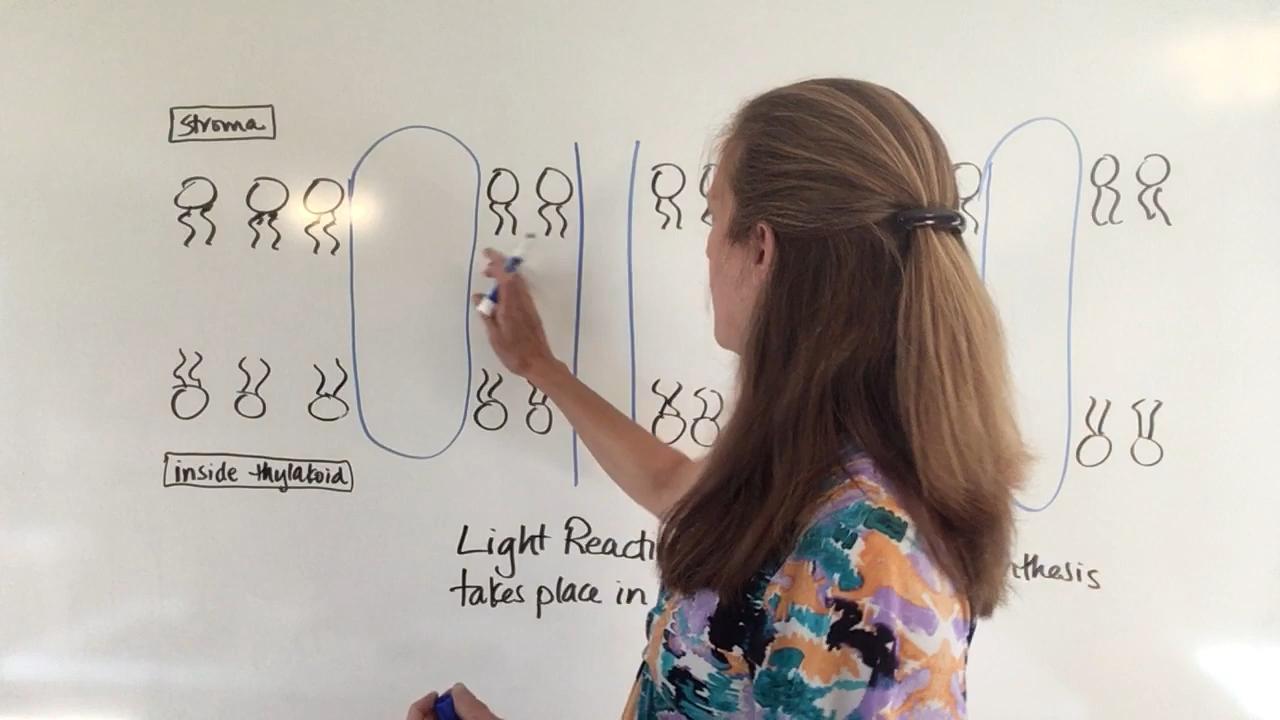 stroma
inside thylakoid
Light Reacti
takes place in
nthesis